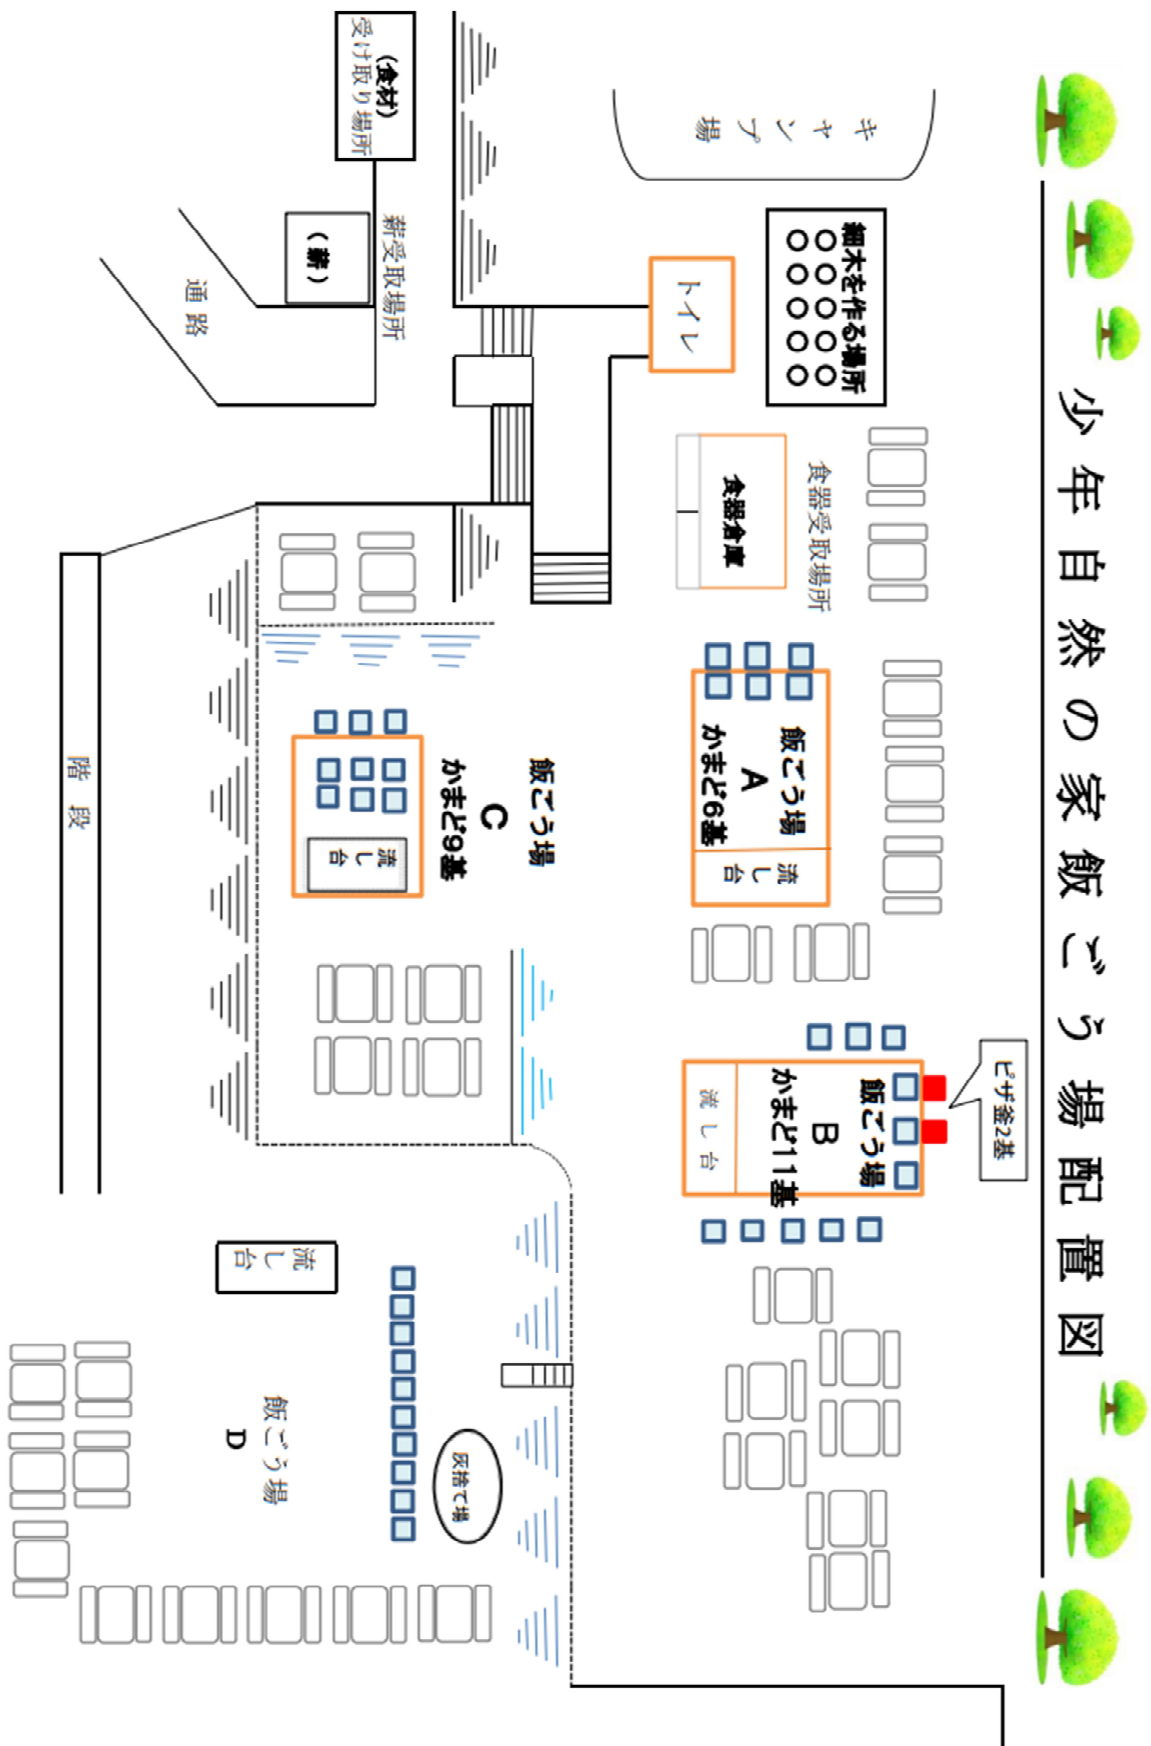 少年自然の家飯ごう場配置図
キャンプ場
細木を作る場所
トイレ
食器受取場所
食器倉庫
(食材)
受け取り場所
薪受取場所
(薪)
通路
飯ごう場
A
かまど6基
流し台
ピザ釜2基
飯ごう場
B
かまど11基
流し台
飯ごう場
C
かまど9基
流し台
階段
流し台
灰捨て場
飯ごう場
D